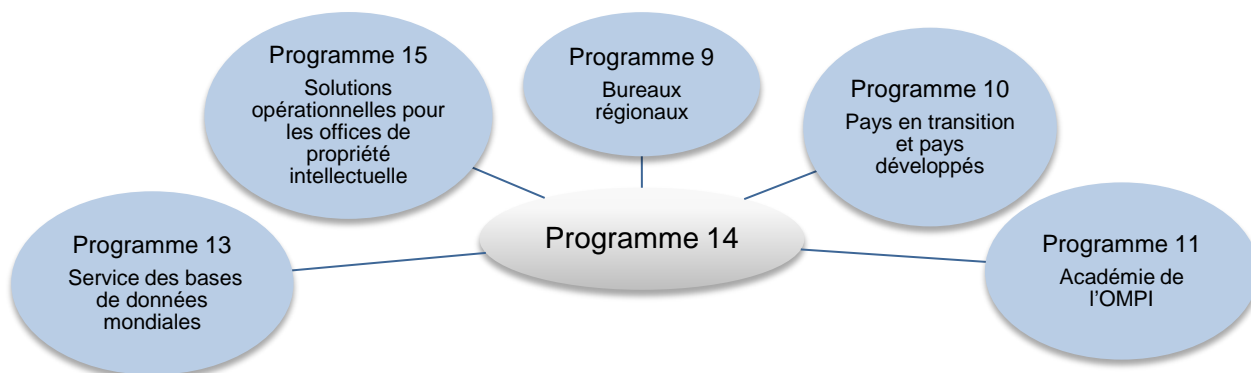 Programme 15
Solutions
opérationnelles pour
les offices de
propriété
intellectuelle
Programme 9
Bureaux
régionaux
Programme 10
Pays en transition
et pays
développés
Programme 13
Service des bases
de données
mondiales
Programme 14
Programme 11
Académie de
l’OMPI